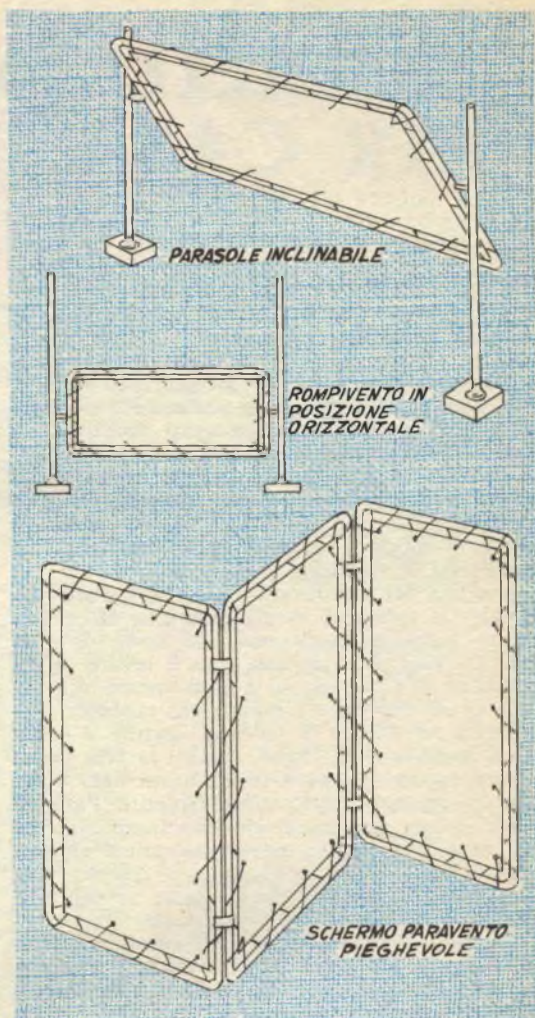 PARASOLE INCLINABILE
ROMPIVENTO IN
POSIZIONE
ORIZZONTALE
SCHERMO PARAVENTO
PIEGHEVOLE